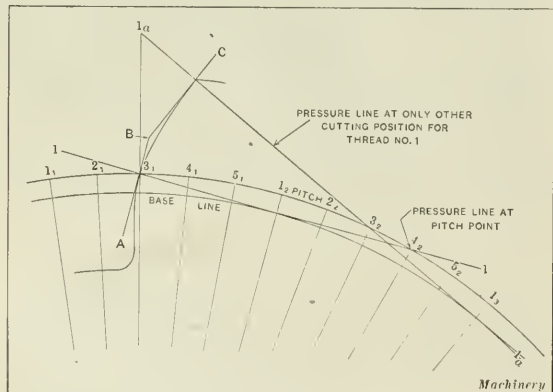 1a
C
PRESSURE LINE AT ONLY OTHER
CUTTING POSITION FOR
THREAD NO. 1
B
1
1₁
2₁
3₁
4₁
5₁
1₂
PITCH
2₂
3₂
4₂
5₂
1₃
PRESSURE LINE AT
PITCH POINT
BASE
LINE
A
1
1a
Machinery